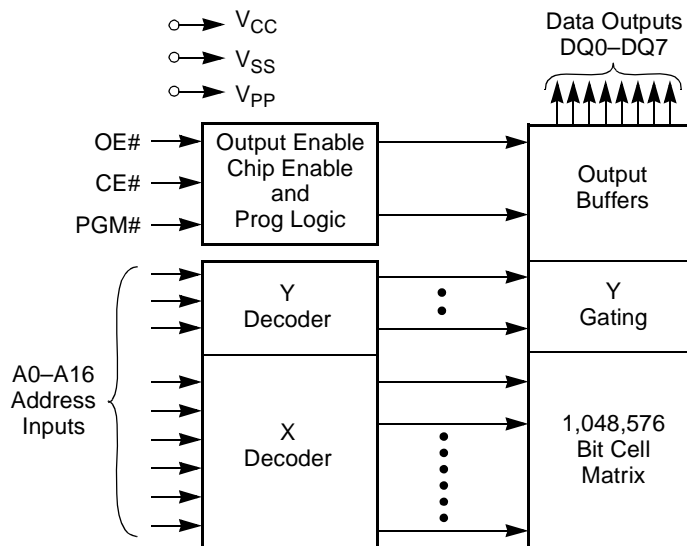 V_CC
V_SS
V_PP
Data Outputs
DQ0–DQ7
OE#
CE#
PGM#
Output Enable
Chip Enable
and
Prog Logic
Output
Buffers
Y
Decoder
Y
Gating
A0–A16
Address
Inputs
X
Decoder
1,048,576
Bit Cell
Matrix